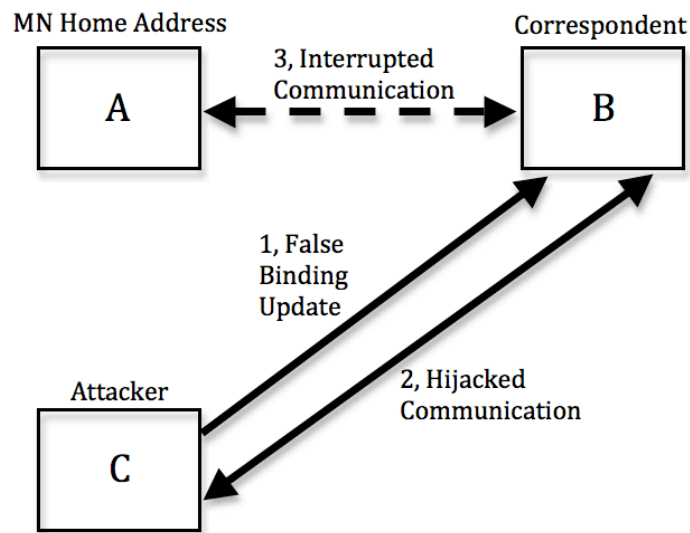 MN Home Address
Correspondent
3, Interrupted
Communication
A
B
1, False
Binding
Update
2, Hijacked
Communication
Attacker
C